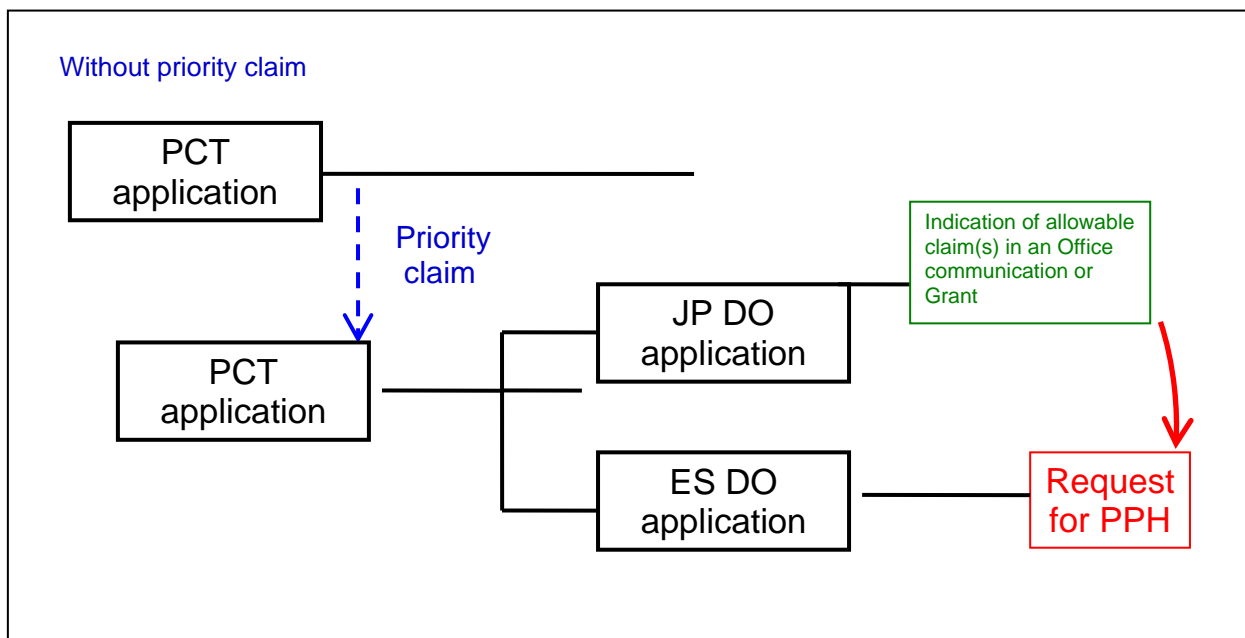 Without priority claim
PCT
application
Priority
claim
PCT
application
JP DO
application
Indication of allowable
claim(s) in an Office
communication or
Grant
ES DO
application
Request
for PPH